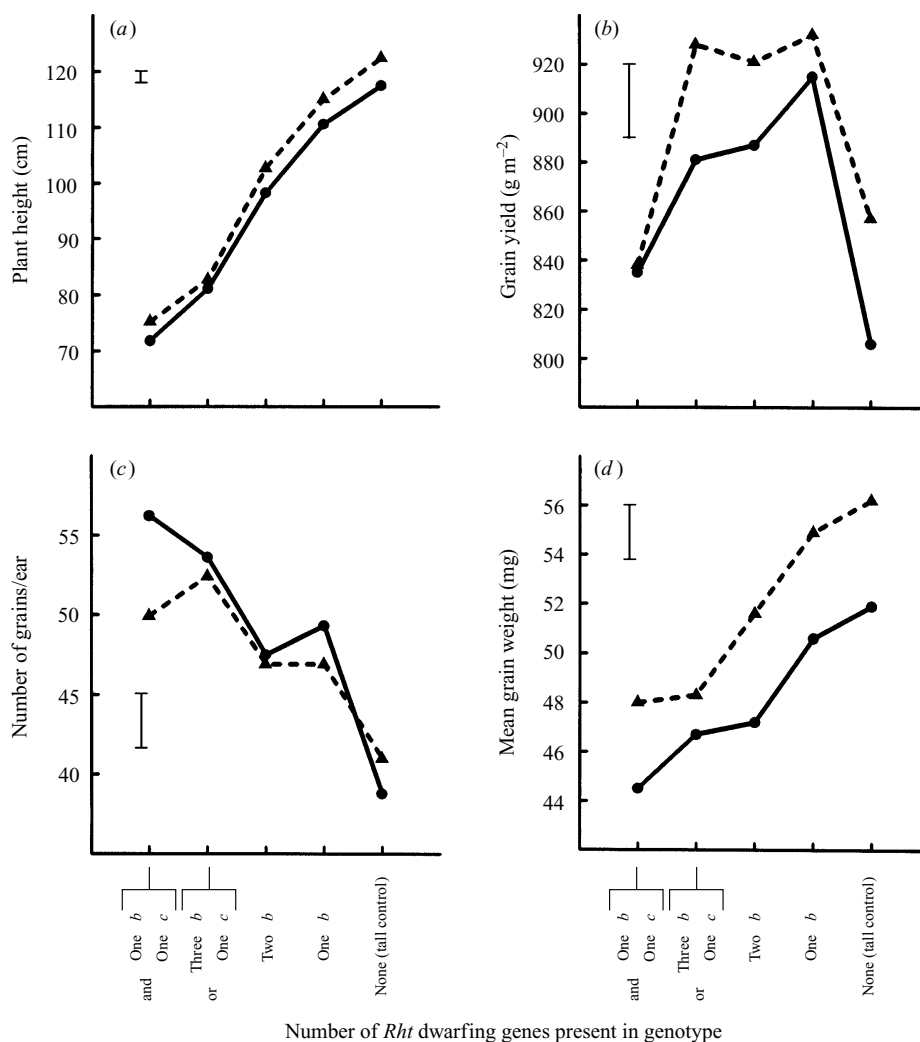 (a)
Plant height (cm)
120
110
100
90
80
70
(b)
Grain yield (g m⁻²)
920
900
880
860
840
820
800
(c)
Number of grains/ear
55
50
45
40
(d)
Mean grain weight (mg)
56
54
52
50
48
46
44
One b
and One c
Three b
or One c
Two b
One b
None (tall control)
One b
and One c
Three b
or One c
Two b
One b
None (tall control)
Number of Rht dwarfing genes present in genotype